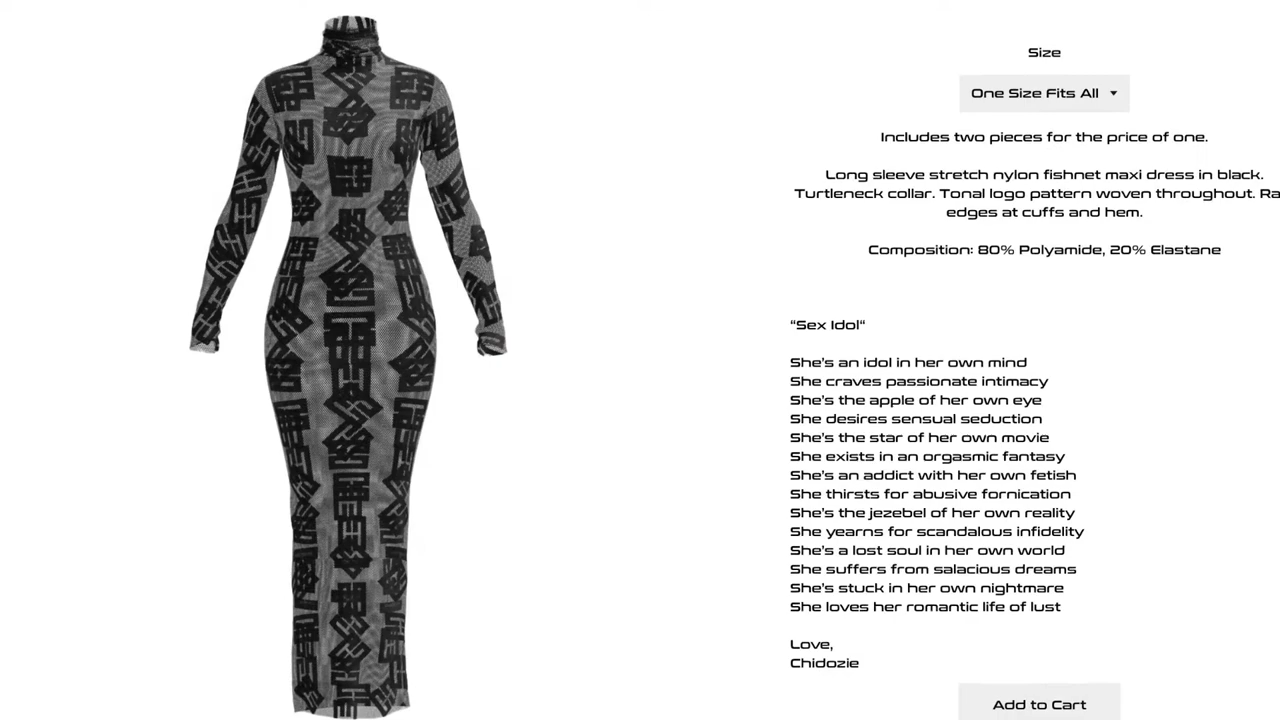 Size
One Size Fits All
Includes two pieces for the price of one.
Long sleeve stretch nylon fishnet maxi dress in black.
Turtleneck collar. Tonal logo pattern woven throughout.
edges at cuffs and hem.
Composition: 80% Polyamide, 20% Elastane
“Sex Idol“
She's an idol in her own mind
She craves passionate intimacy
She's the apple of her own eye
She desires sensual seduction
She's the star of her own movie
She exists in an orgasmic fantasy
She's an addict with her own fetish
She thirsts for abusive fornication
She's the jezebel of her own reality
She yearns for scandalous infidelity
She's a lost soul in her own world
She suffers from salacious dreams
She's stuck in her own nightmare
She loves her romantic life of lust
Love,
Chidozie
Add to Cart